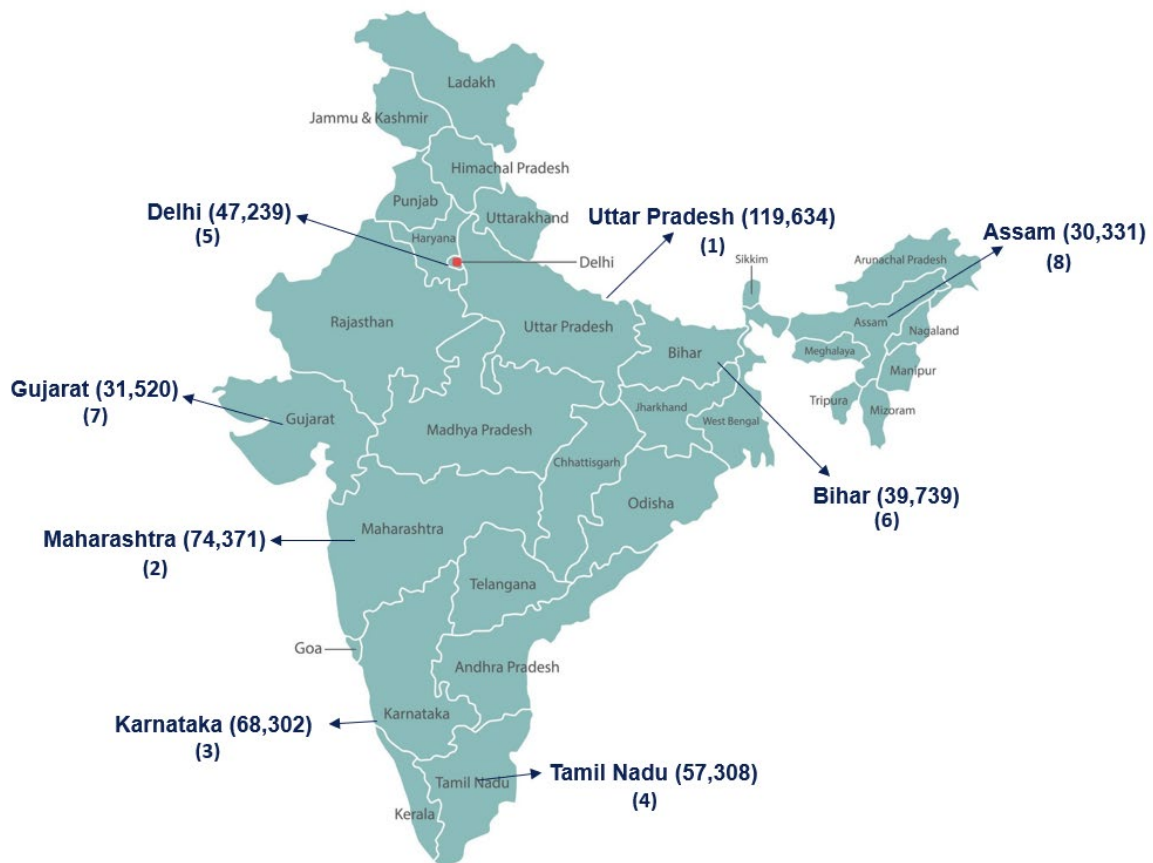 Ladakh
Jammu & Kashmir
Himachal Pradesh
Punjab
Uttarakhand
Delhi (47,239)
(5)
Haryana
Uttar Pradesh (119,634)
(1)
Assam (30,331)
(8)
Delhi
Sikkim
Arunachal Pradesh
Rajasthan
Uttar Pradesh
Assam
Nagaland
Bihar
Meghalaya
Manipur
Gujarat (31,520)
(7)
Gujarat
Madhya Pradesh
Jharkhand
West Bengal
Tripura
Mizoram
Chhattisgarh
Odisha
Bihar (39,739)
(6)
Maharashtra
Maharashtra (74,371)
(2)
Telangana
Goa
Andhra Pradesh
Karnataka
Karnataka (68,302)
(3)
Tamil Nadu
Tamil Nadu (57,308)
(4)
Kerala